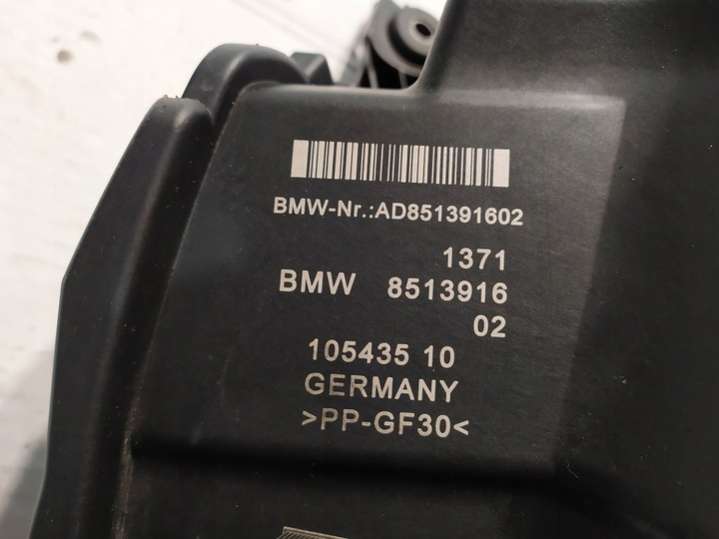 BMW-Nr.:AD851391602
1371
BMW 8513916
02
105435 10
GERMANY
>PP-GF30<